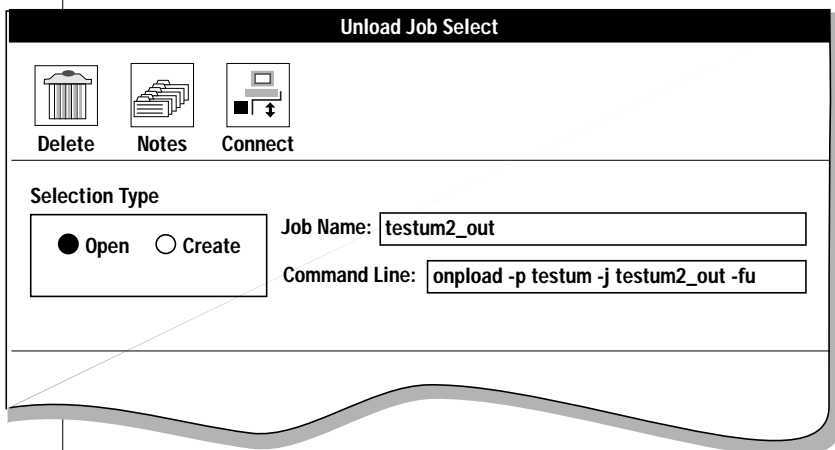 Unload Job Select
Delete Notes Connect
Selection Type
Open Create
Job Name: testum2_out
Command Line: onpload -p testum -j testum2_out -fu